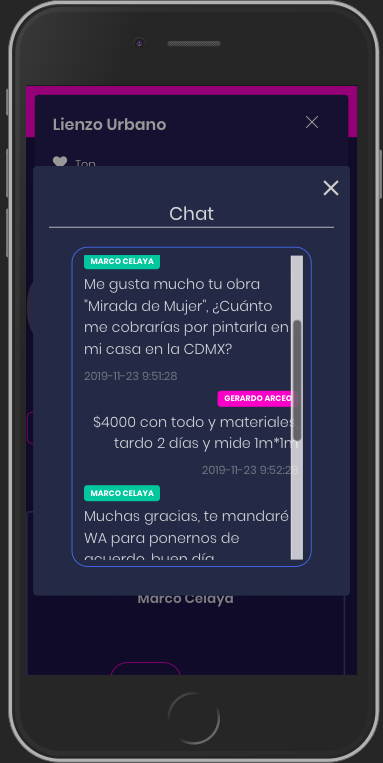 Lienzo Urbano
Top
Chat
MARCO CELAYA
Me gusta mucho tu obra
"Mirada de Mujer", ¿Cuánto
me cobrarías por pintarla en
mi casa en la CDMX?
2019-11-23 9:51:28
GERARDO ARCEO
$4000 con todo y materiales,
tardo 2 días y mide 1m*1m
2019-11-23 9:52:28
MARCO CELAYA
Muchas gracias, te mandaré
WA para ponernos de
acuerdo, buen día
Marco Celaya